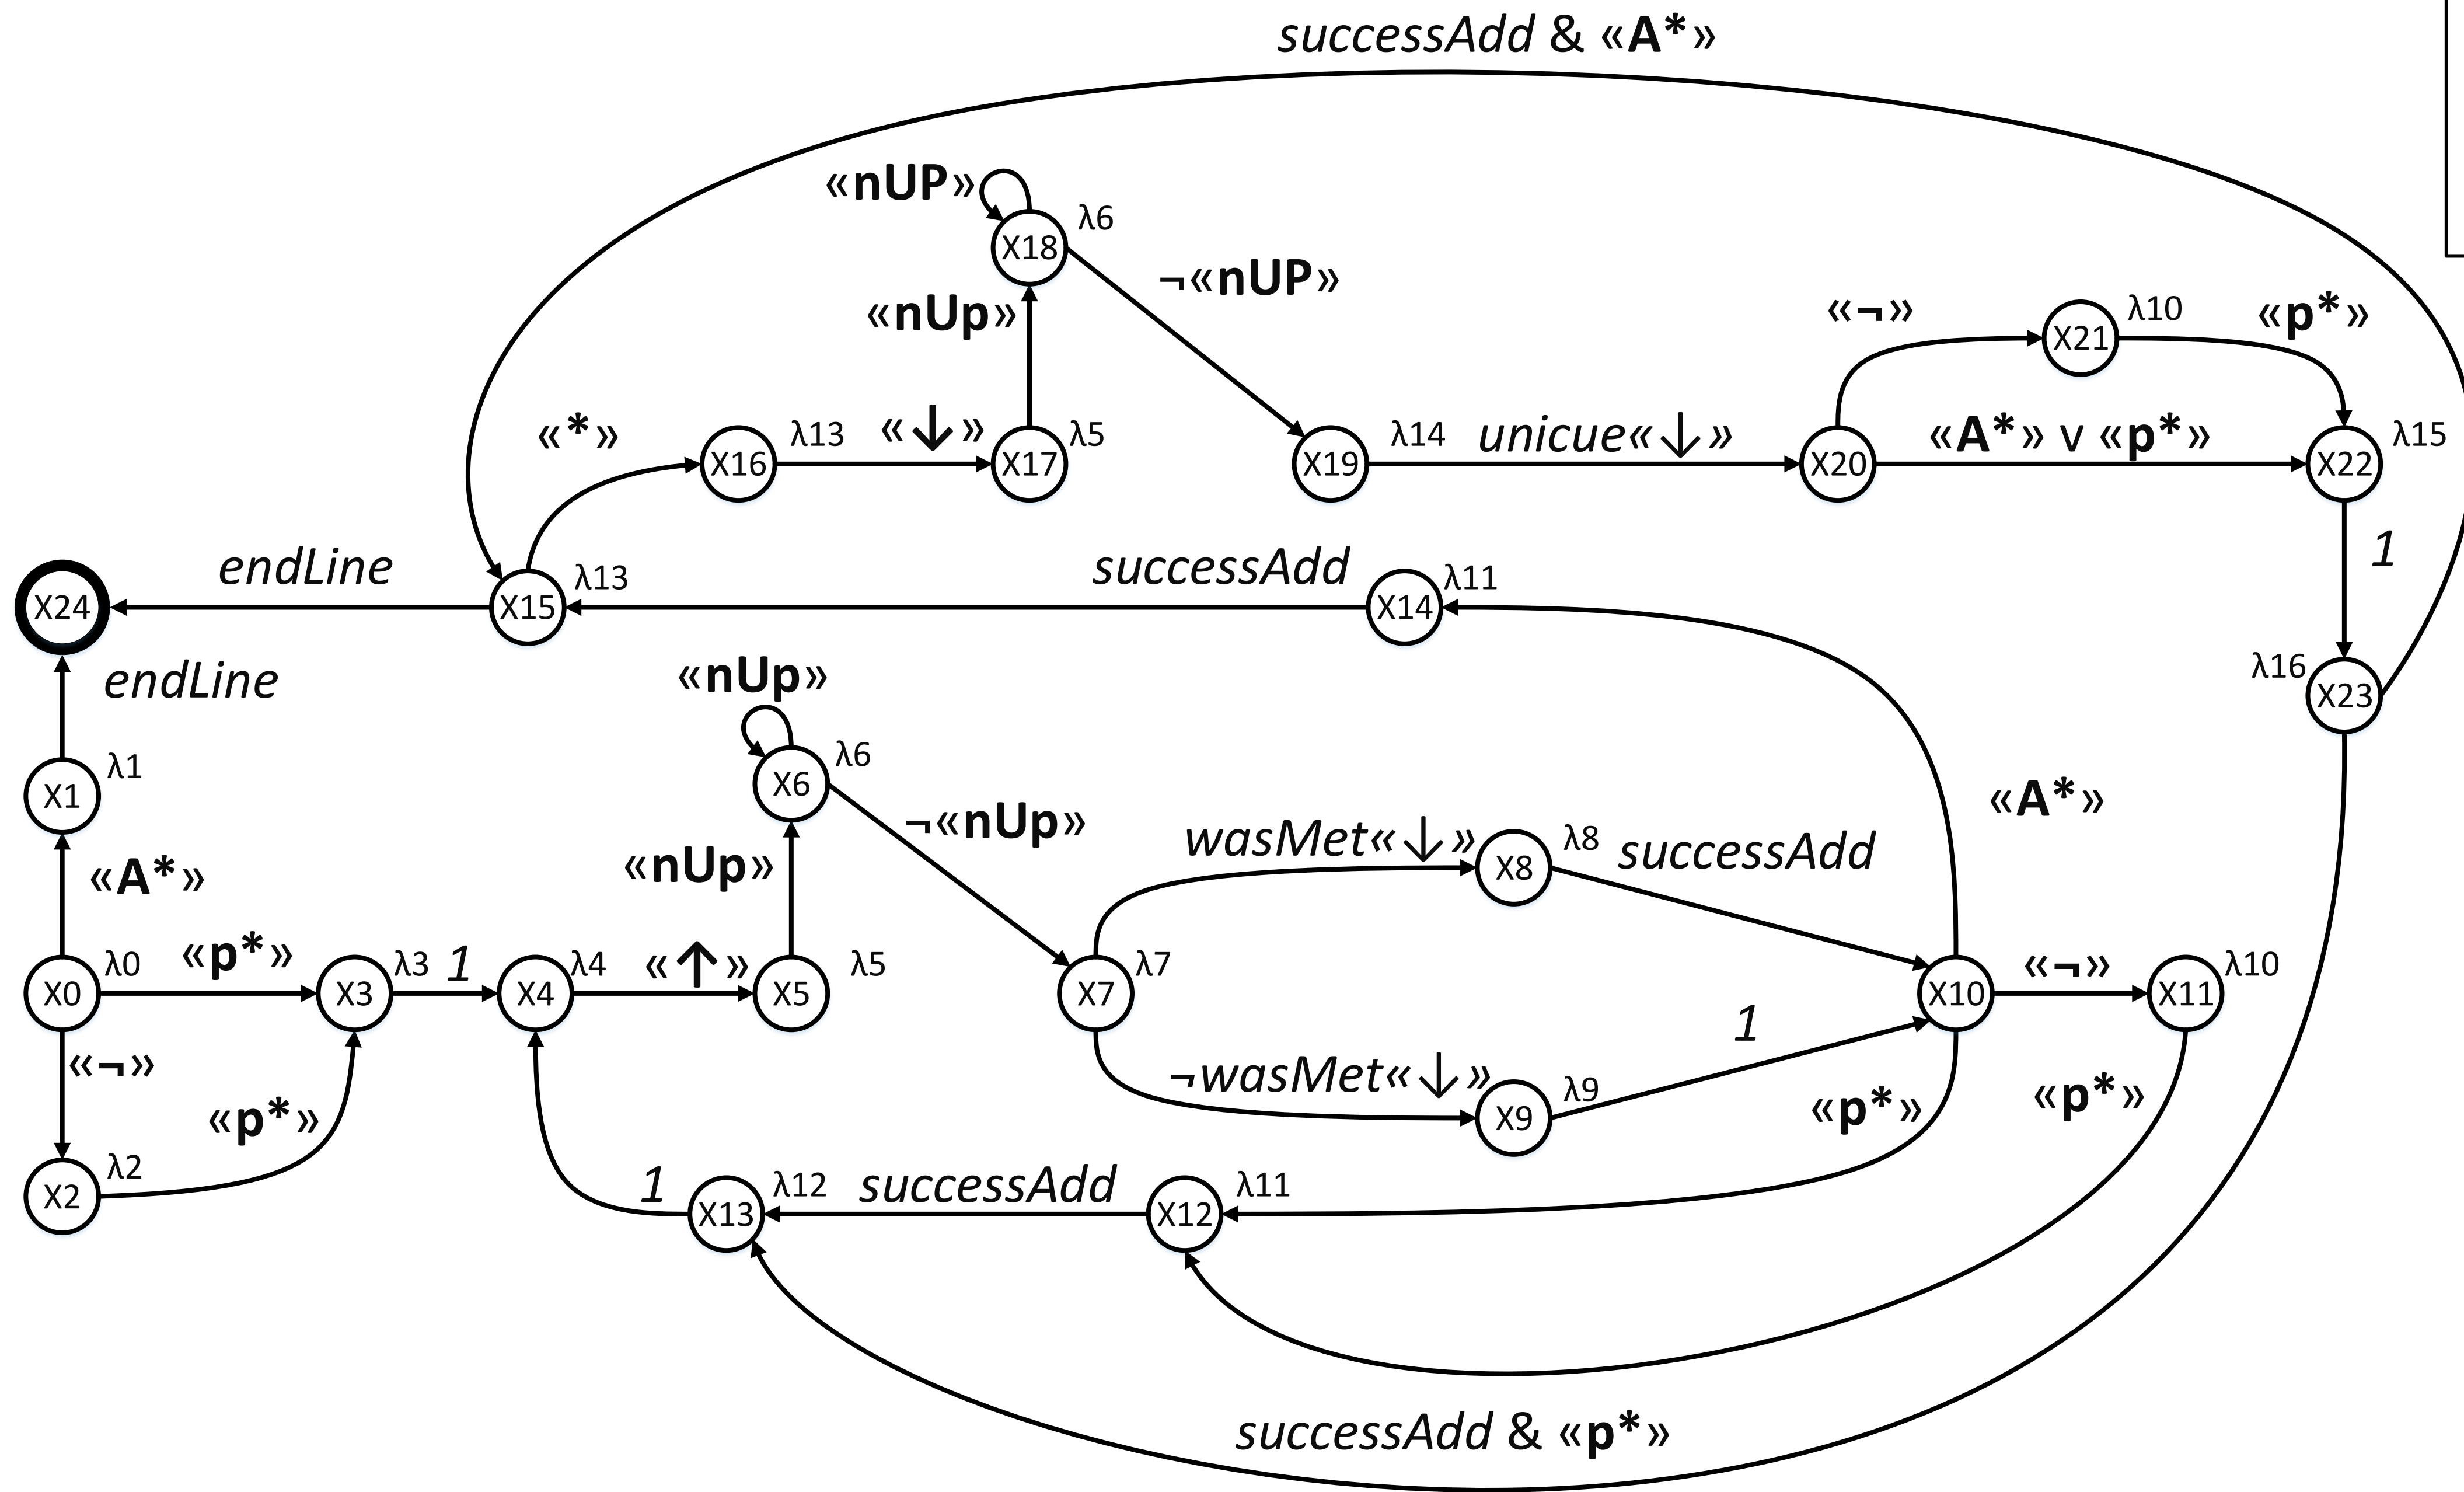 successAdd & «A*»
«nUP»
λ6
X18
¬«nUP»
«nUp»
«¬»
X21
λ10
«p*»
«*»
X16
λ13
«↓»
X17
λ5
X19
λ14
unicue«↓»
X20
«A*» v «p*»
X22
λ15
1
endLine
X24
X15
λ13
successAdd
X14
λ11
endLine
«nUp»
λ16
X23
λ1
X1
X6
λ6
¬«nUp»
«A*»
wasMet«↓»
X8
λ8
successAdd
«nUp»
«A*»
X0
λ0
«p*»
X3
λ3
1
X4
λ4
«↑»
X5
λ5
X7
λ7
X10
«¬»
X11
λ10
1
«¬»
«p*»
¬wasMet«↓»
X9
λ9
«p*»
«p*»
X2
λ2
1
X13
λ12
successAdd
X12
λ11
successAdd & «p*»